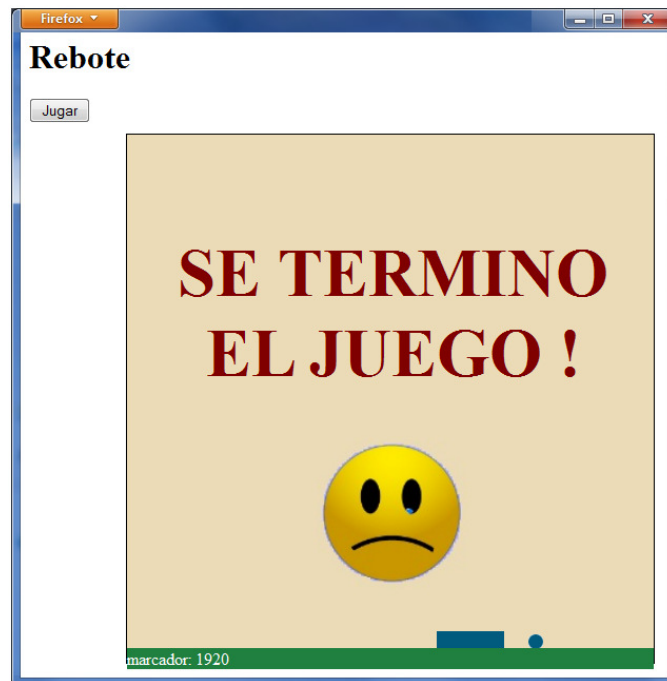 Firefox
Rebote
Jugar
SE TERMINO
EL JUEGO !
marcador: 1920